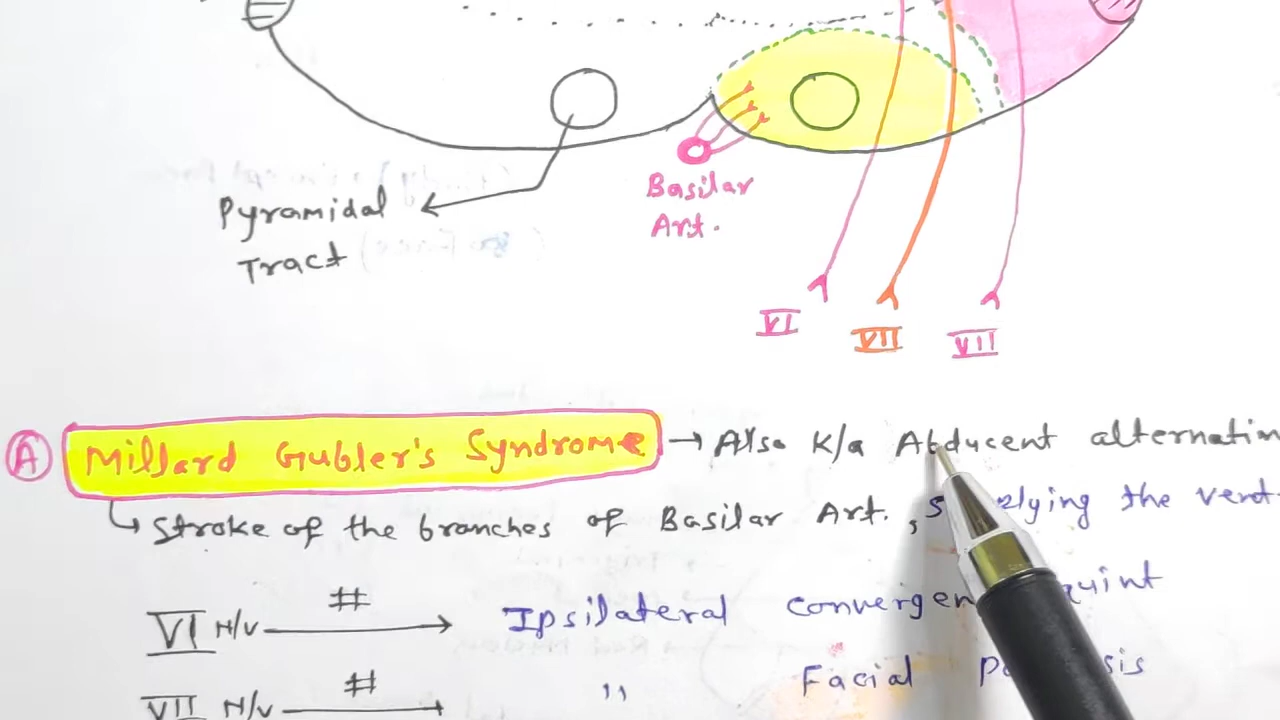 Pyramidal
Tract
Basilar
Art.
VI
VII
VII
A Millard Gubler's Syndrome → Also K/a Abducent alternatin
Stroke of the branches of Basilar Art., the vent
VI N/v # → Ipsilateral
VII N/v # → " Facial